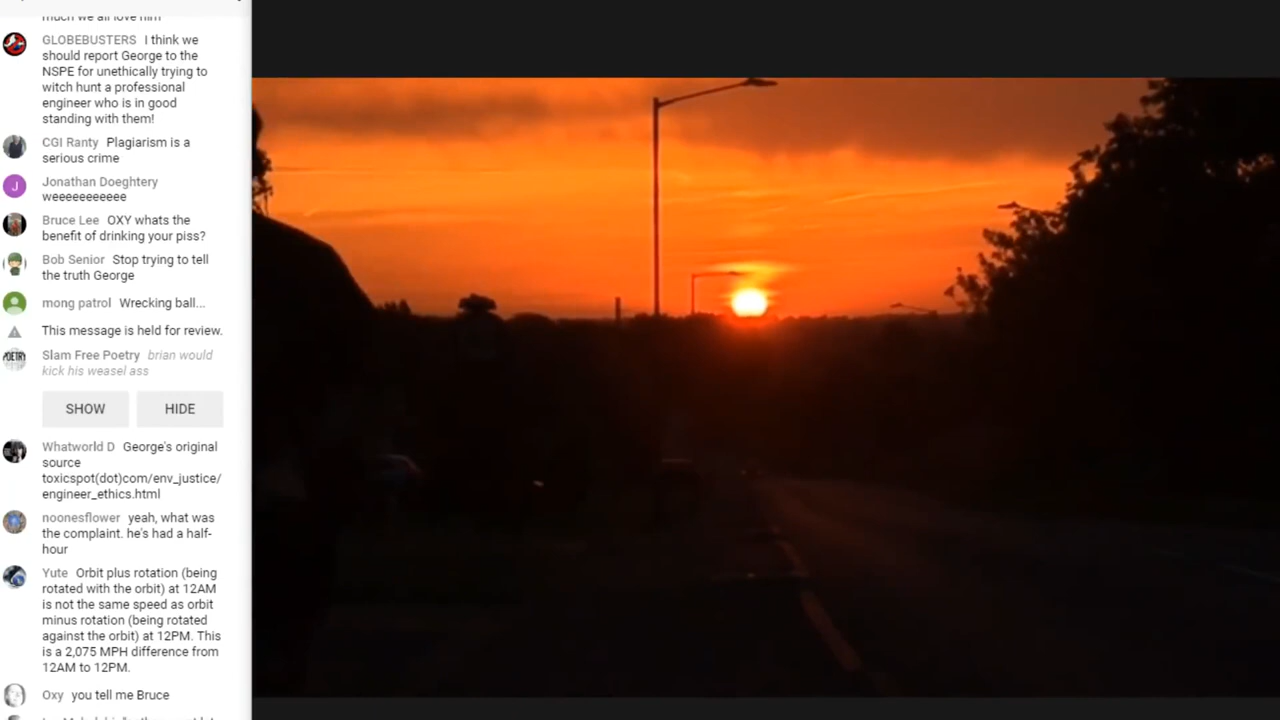 much we all love him
GLOBEBUSTERS I think we
should report George to the
NSPE for unethically trying to
witch hunt a professional
engineer who is in good
standing with them!
CGI Ranty Plagiarism is a
serious crime
J
Jonathan Doeghtery
weeeeeeeeeee
Bruce Lee OXY whats the
benefit of drinking your piss?
Bob Senior Stop trying to tell
the truth George
mong patrol Wrecking ball...
This message is held for review.
POETRY
Slam Free Poetry brian would
kick his weasel ass
SHOW HIDE
Whatworld D George's original
source
toxicspot(dot)com/env_justice/
engineer_ethics.html
noonesflower yeah, what was
the complaint. he's had a half-
hour
Yute Orbit plus rotation (being
rotated with the orbit) at 12AM
is not the same speed as orbit
minus rotation (being rotated
against the orbit) at 12PM. This
is a 2,075 MPH difference from
12AM to 12PM.
Oxy you tell me Bruce